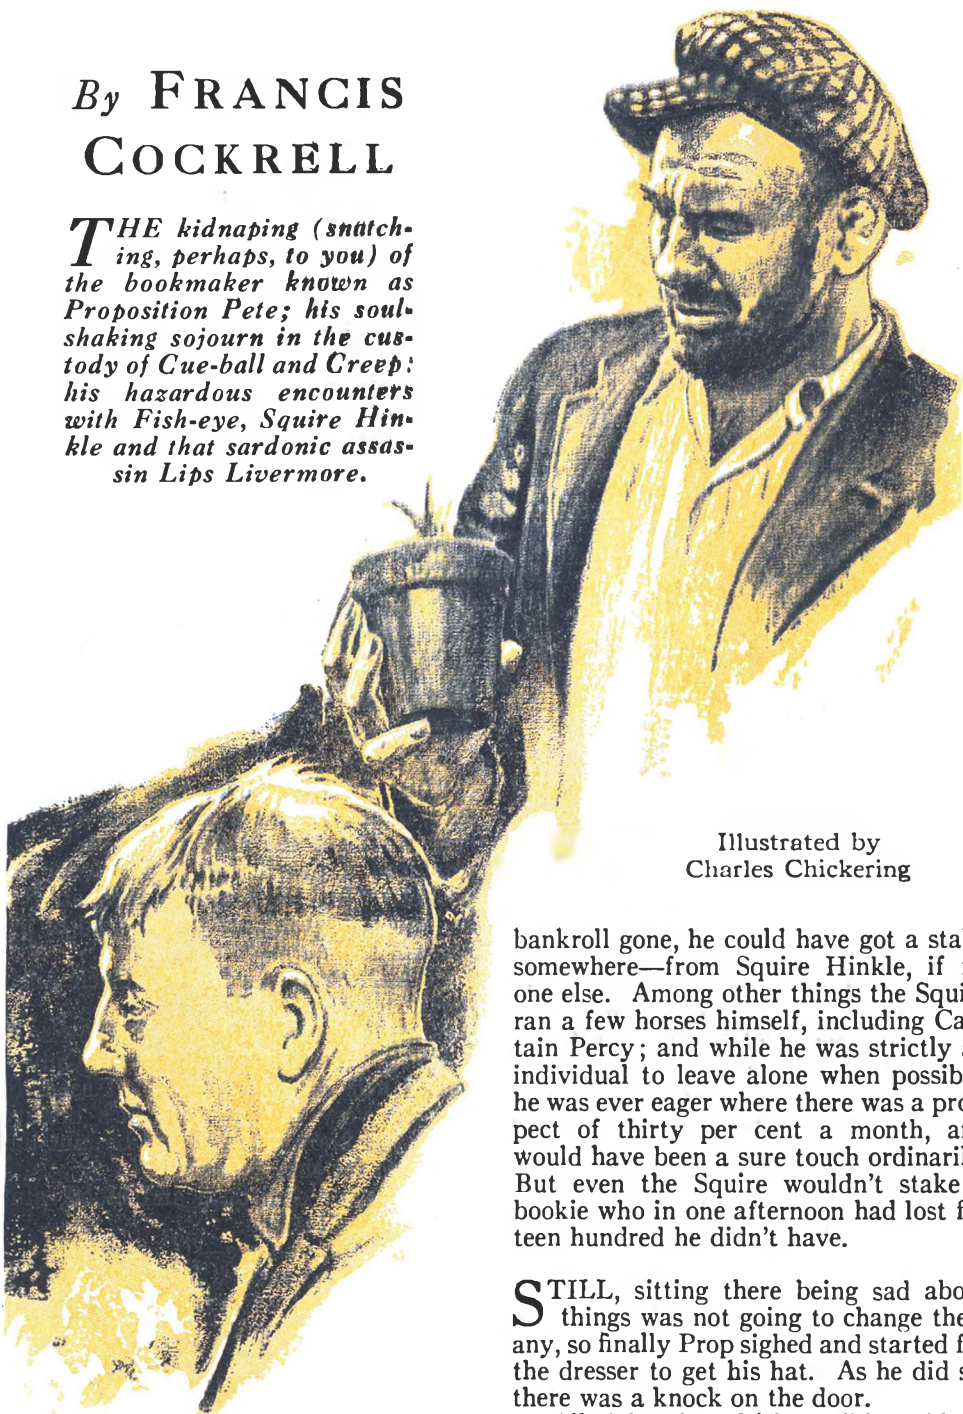 By FRANCIS
COCKRELL
THE kidnaping (snatch-
ing, perhaps, to you) of
the bookmaker known as
Proposition Pete; his soul-
shaking sojourn in the cus-
tody of Cue-ball and Creep:
his hazardous encounters
with Fish-eye, Squire Hin-
kle and that sardonic assas-
sin Lips Livermore.
Illustrated by
Charles Chickering
bankroll gone, he could have got a
somewhere—from Squire Hinkle, if
one else. Among other things the
ran a few horses himself, including
tain Percy; and while he was strictly
individual to leave alone when
he was ever eager where there was a
pect of thirty per cent a month,
would have been a sure touch
But even the Squire wouldn't stake
bookie who in one afternoon had lost
teen hundred he didn't have.
STILL, sitting there being sad
things was not going to change
any, so finally Prop sighed and started
the dresser to get his hat. As he did
there was a knock on the door.